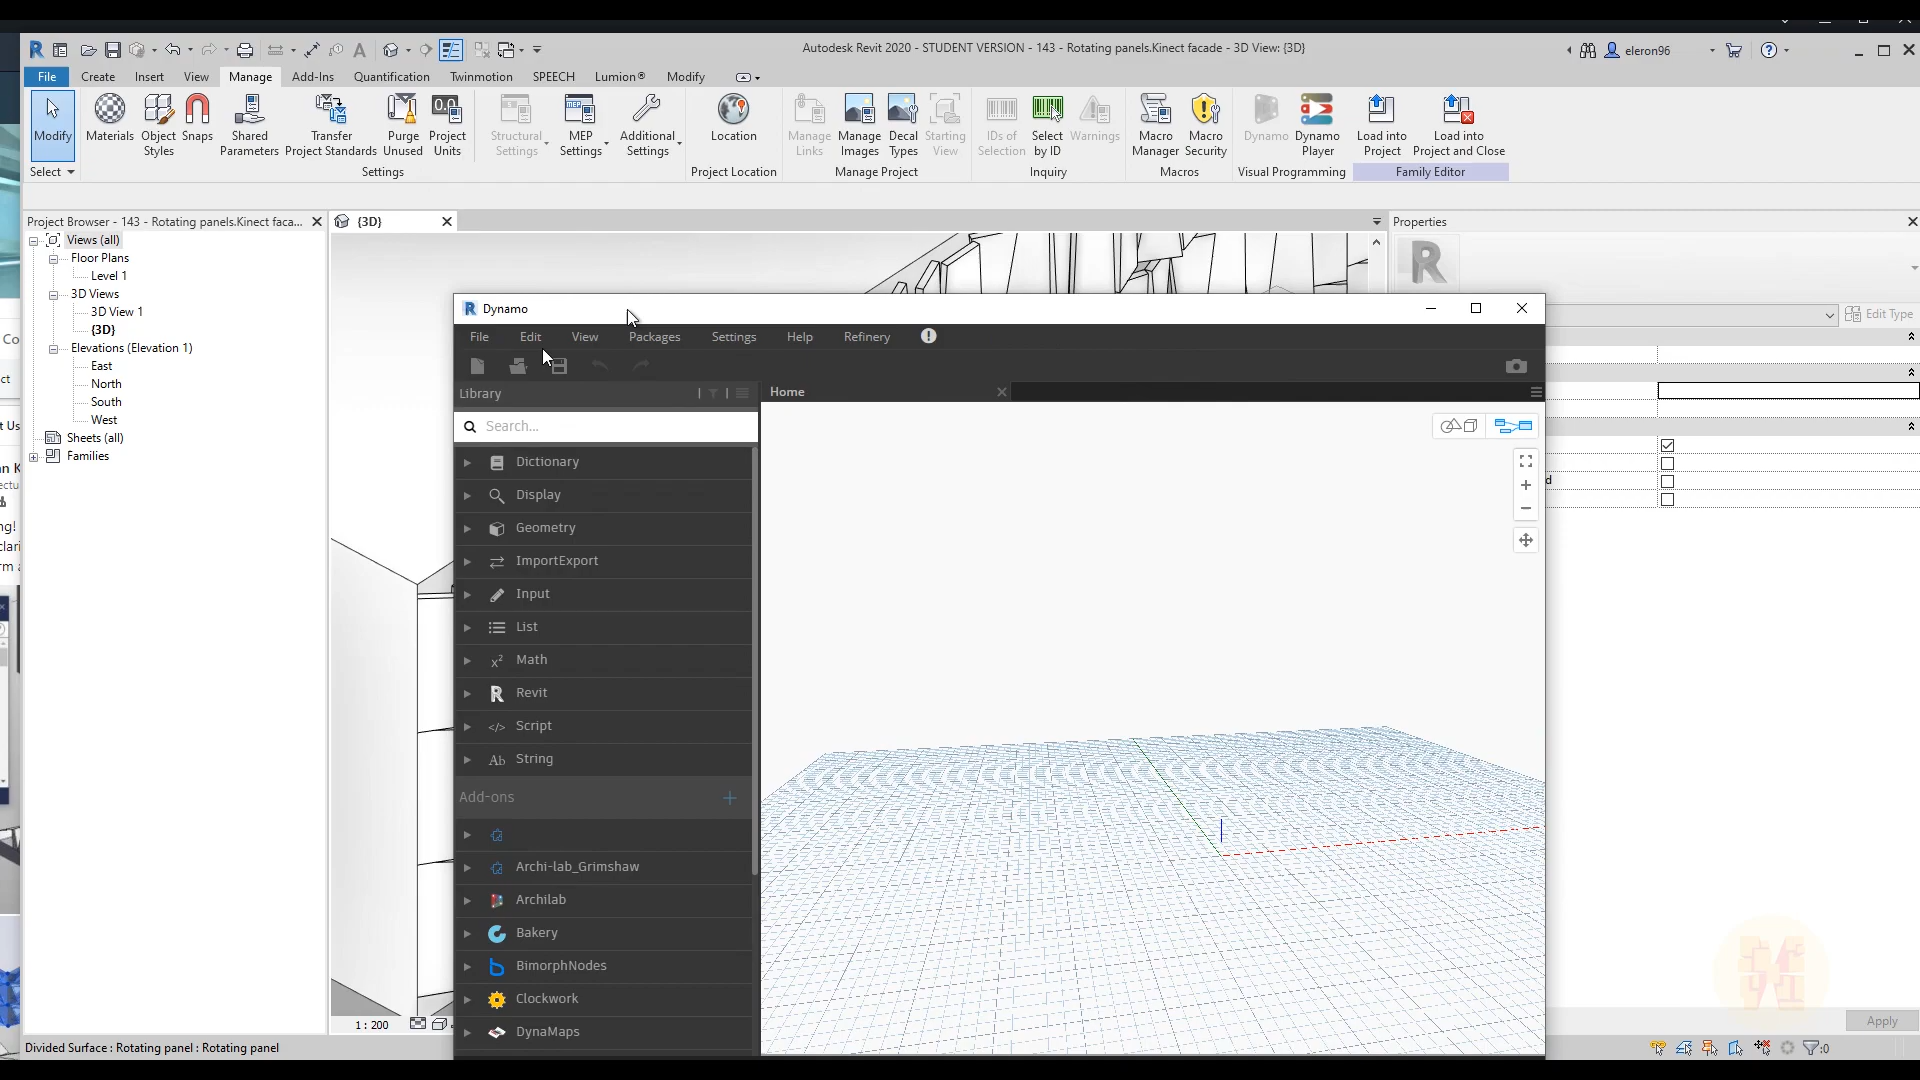 Autodesk Revit 2020 - STUDENT VERSION - 143 - Rotating panels.Kinect facade - 3D View: {3D}
eleron96
File Create Insert View Manage Add-Ins Quantification Twinmotion SPEECH Lumion® Modify
Modify
Materials
Object Styles
Snaps
Shared Parameters
Transfer Project Standards
Purge Unused
Project Units
Structural Settings
MEP Settings
Additional Settings
Location
Manage Links
Manage Images
Decal Types
Starting View
IDs of Selection
Select by ID
Warnings
Macro Manager
Macro Security
Dynamo
Dynamo Player
Load into Project
Load into Project and Close
Select
Settings
Project Location
Manage Project
Inquiry
Macros
Visual Programming
Family Editor
Project Browser - 143 - Rotating panels.Kinect faca...
{3D}
Properties
Views (all)
Floor Plans
Level 1
3D Views
3D View 1
{3D}
Elevations (Elevation 1)
East
North
South
West
Sheets (all)
Families
Edit Type
Dynamo
File Edit View Packages Settings Help Refinery
Library
Home
Search...
Dictionary
Display
Geometry
ImportExport
Input
List
Math
Revit
Script
String
Add-ons
Archi-lab_Grimshaw
Archilab
Bakery
BimorphNodes
Clockwork
DynaMaps
1 : 200
Apply
Divided Surface : Rotating panel : Rotating panel
:0